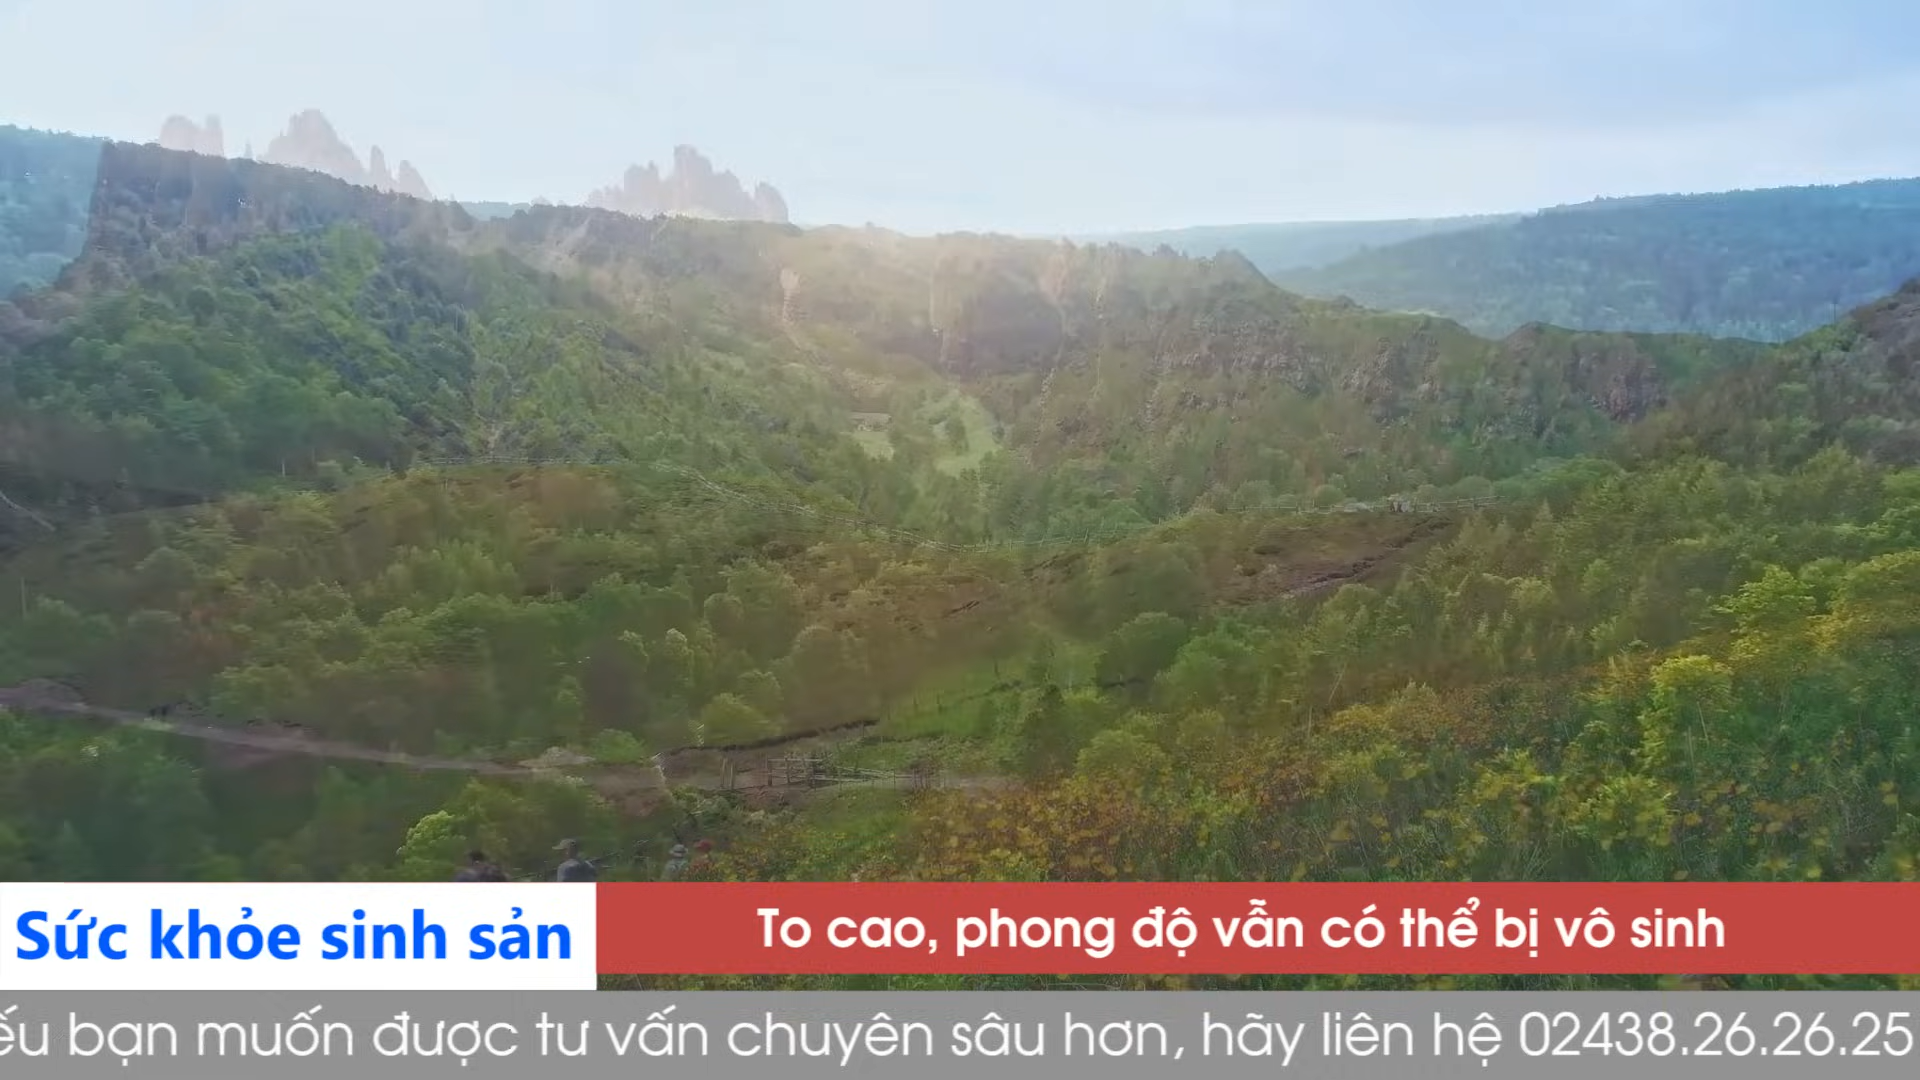 Sức khỏe sinh sản
To cao, phong độ vẫn có thể bị vô sinh
ếu bạn muốn được tư vấn chuyên sâu hơn, hãy liên hệ 02438.26.26.25